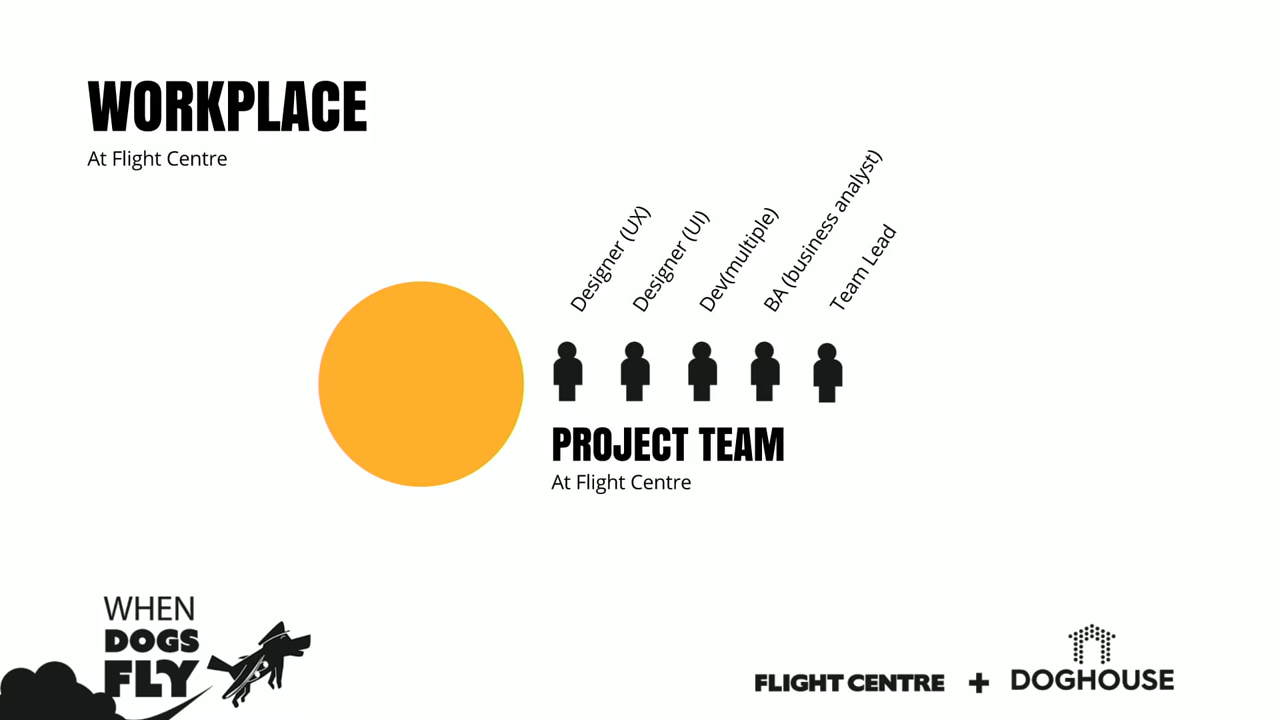 WORKPLACE
At Flight Centre
Designer (UX)
Designer (UI)
Dev(multiple)
BA (business analyst)
Team Lead
PROJECT TEAM
At Flight Centre
WHEN
DOGS
FLY
FLIGHT CENTRE + DOGHOUSE